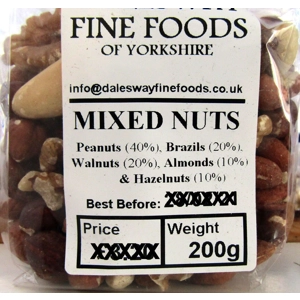 FINE FOODS
OF YORKSHIRE
info@daleswayfinefoods.co.uk
MIXED NUTS
Peanuts (40%), Brazils (20%),
Walnuts (20%), Almonds (10%)
& Hazelnuts (10%)
Best Before:
Price Weight
200g